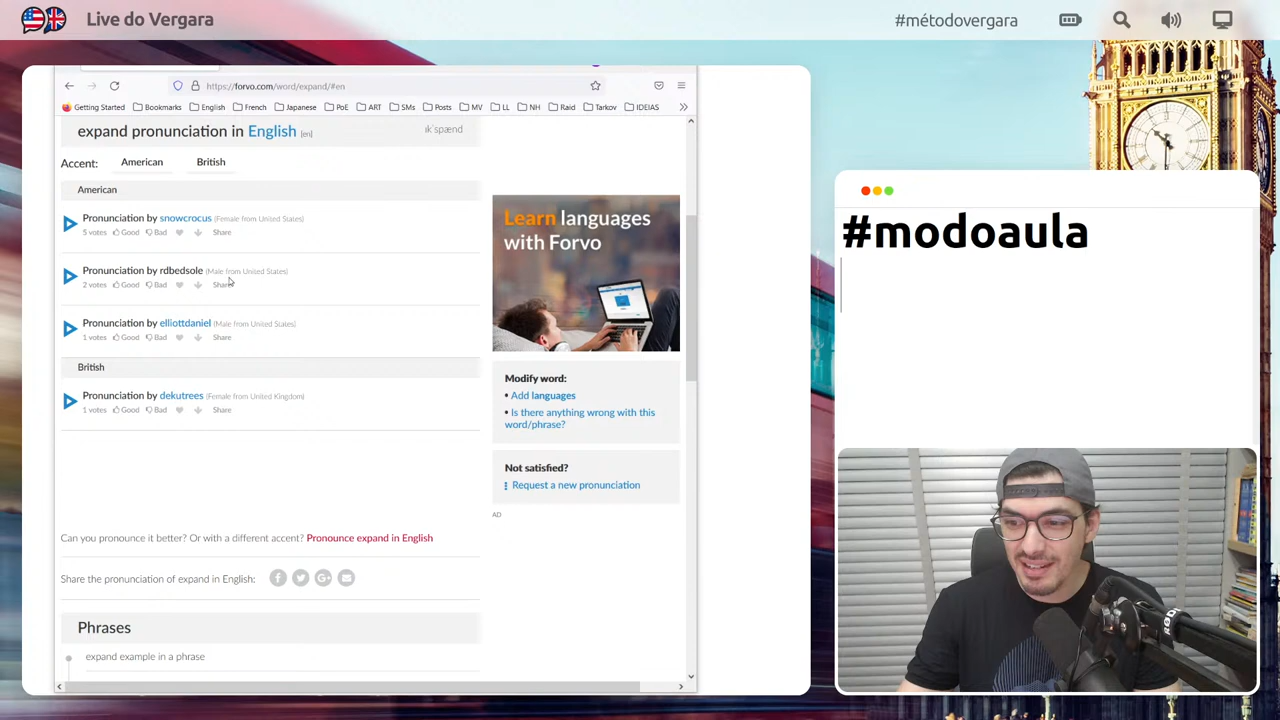 Live do Vergara
#métodovergara
https://forvo.com/word/expand/#en
Getting Started Bookmarks English French Japanese PoE ART SMs Posts MV LL NH Raid Tarkov IDEIAS
expand pronunciation in English [en]
ɪkˈspænd
Accent: American British
American
Pronunciation by snowcrocus (Female from United States)
5 votes Good Bad Share
Pronunciation by rdbedsole (Male from United States)
2 votes Good Bad Share
Pronunciation by elliottdaniel (Male from United States)
1 votes Good Bad Share
British
Pronunciation by dekutrees (Female from United Kingdom)
1 votes Good Bad Share
Can you pronounce it better? Or with a different accent? Pronounce expand in English
Share the pronunciation of expand in English:
Phrases
expand example in a phrase
Learn languages
with Forvo
Modify word:
• Add languages
• Is there anything wrong with this
word/phrase?
Not satisfied?
Request a new pronunciation
AD
#modoaula
RØDE